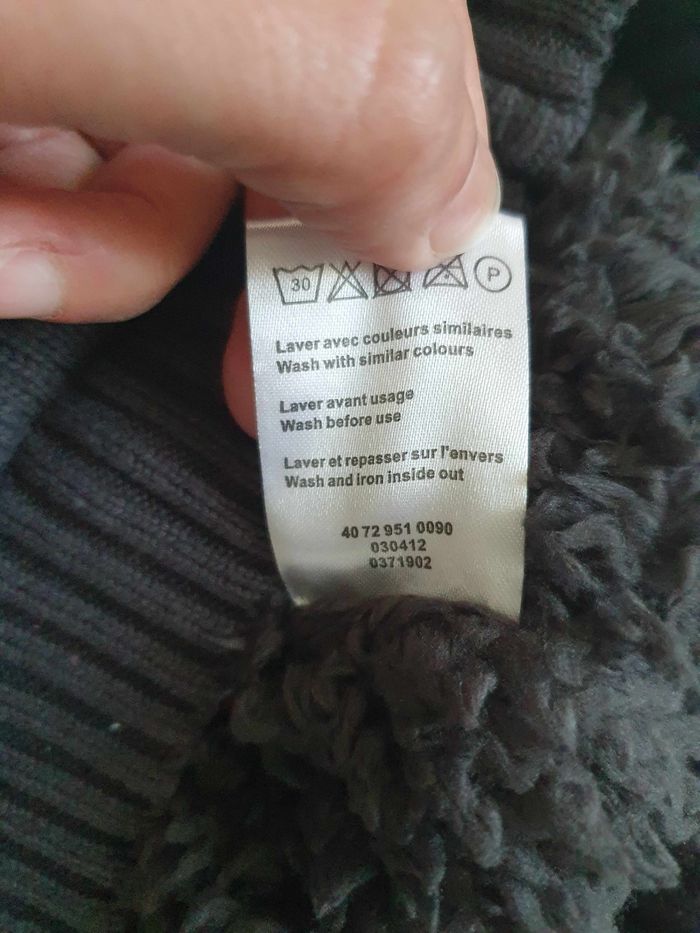 30
P
Laver avec couleurs similaires
Wash with similar colours
Laver avant usage
Wash before use
Laver et repasser sur l'envers
Wash and iron inside out
40 72 951 0090
030412
0371902